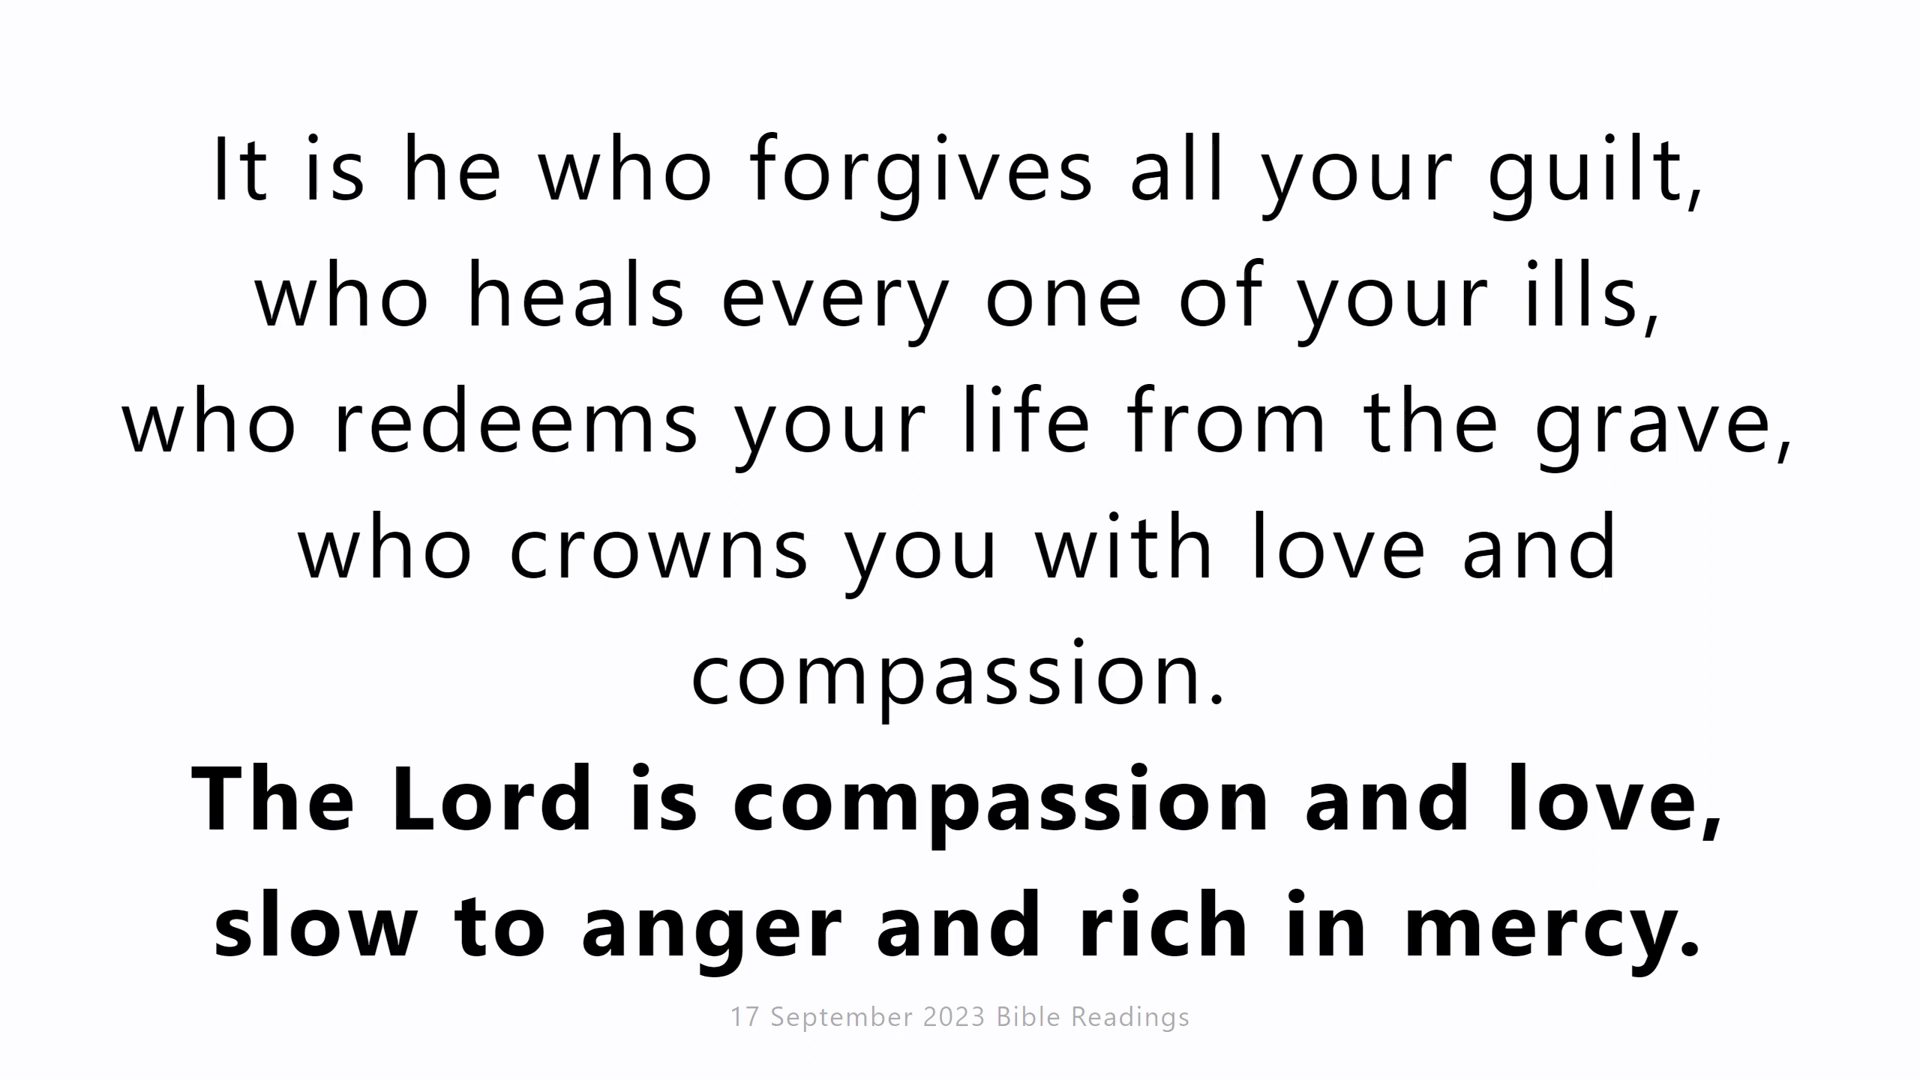 It is he who forgives all your guilt,
who heals every one of your ills,
who redeems your life from the grave,
who crowns you with love and
compassion.
The Lord is compassion and love,
slow to anger and rich in mercy.
17 September 2023 Bible Readings